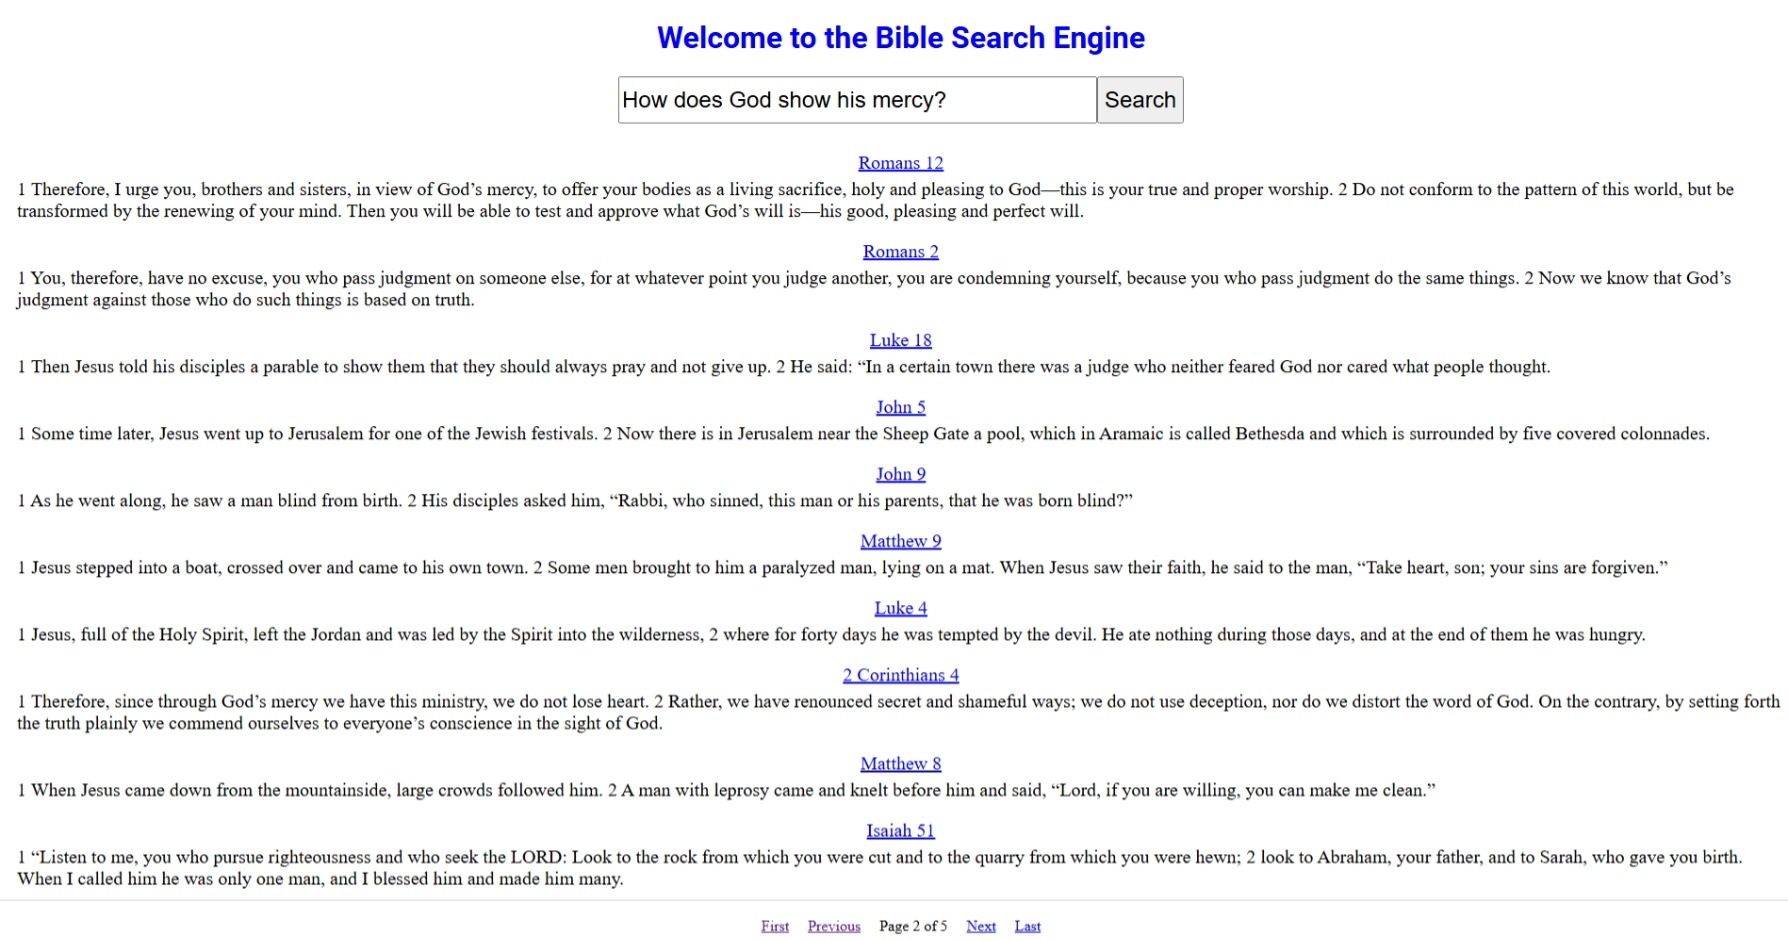 Welcome to the Bible Search Engine
How does God show his mercy?
Search
Romans 12
1 Therefore, I urge you, brothers and sisters, in view of God’s mercy, to offer your bodies as a living sacrifice, holy and pleasing to God—this is your true and proper worship. 2 Do not conform to the pattern of this world, but be
transformed by the renewing of your mind. Then you will be able to test and approve what God’s will is—his good, pleasing and perfect will.
Romans 2
1 You, therefore, have no excuse, you who pass judgment on someone else, for at whatever point you judge another, you are condemning yourself, because you who pass judgment do the same things. 2 Now we know that God’s
judgment against those who do such things is based on truth.
Luke 18
1 Then Jesus told his disciples a parable to show them that they should always pray and not give up. 2 He said: “In a certain town there was a judge who neither feared God nor cared what people thought.
John 5
1 Some time later, Jesus went up to Jerusalem for one of the Jewish festivals. 2 Now there is in Jerusalem near the Sheep Gate a pool, which in Aramaic is called Bethesda and which is surrounded by five covered colonnades.
John 9
1 As he went along, he saw a man blind from birth. 2 His disciples asked him, “Rabbi, who sinned, this man or his parents, that he was born blind?”
Matthew 9
1 Jesus stepped into a boat, crossed over and came to his own town. 2 Some men brought to him a paralyzed man, lying on a mat. When Jesus saw their faith, he said to the man, “Take heart, son; your sins are forgiven.”
Luke 4
1 Jesus, full of the Holy Spirit, left the Jordan and was led by the Spirit into the wilderness, 2 where for forty days he was tempted by the devil. He ate nothing during those days, and at the end of them he was hungry.
2 Corinthians 4
1 Therefore, since through God’s mercy we have this ministry, we do not lose heart. 2 Rather, we have renounced secret and shameful ways; we do not use deception, nor do we distort the word of God. On the contrary, by setting forth
the truth plainly we commend ourselves to everyone’s conscience in the sight of God.
Matthew 8
1 When Jesus came down from the mountainside, large crowds followed him. 2 A man with leprosy came and knelt before him and said, “Lord, if you are willing, you can make me clean.”
Isaiah 51
1 “Listen to me, you who pursue righteousness and who seek the LORD: Look to the rock from which you were cut and to the quarry from which you were hewn; 2 look to Abraham, your father, and to Sarah, who gave you birth.
When I called him he was only one man, and I blessed him and made him many.
First Previous Page 2 of 5 Next Last